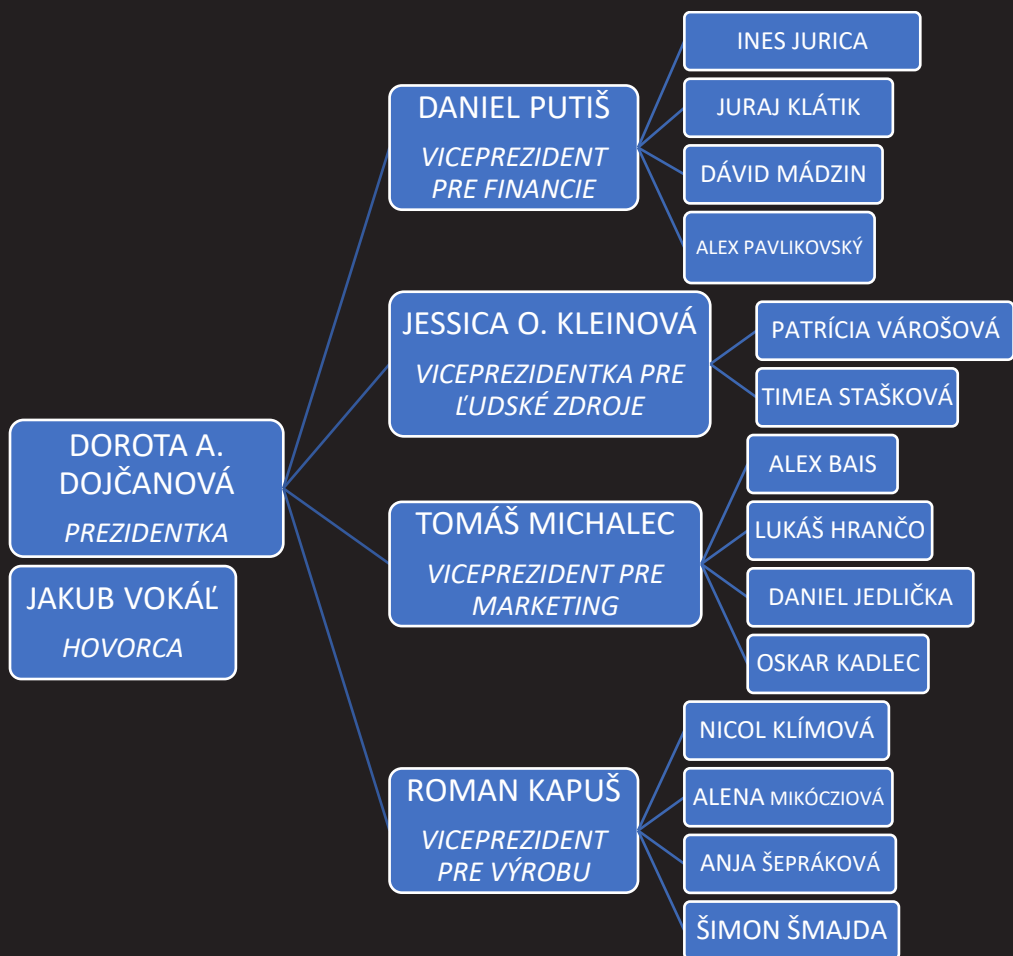 DOROTA A.
DOJČANOVÁ
PREZIDENTKA
JAKUB VOKÁĽ
HOVORCA
DANIEL PUTIŠ
VICEPREZIDENT
PRE FINANCIE
INES JURICA
JURAJ KLÁTIK
DÁVID MÁDZIN
ALEX PAVLIKOVSKÝ
JESSICA O. KLEINOVÁ
VICEPREZIDENTKA PRE
ĽUDSKÉ ZDROJE
PATRÍCIA VÁROŠOVÁ
TIMEA STAŠKOVÁ
TOMÁŠ MICHALEC
VICEPREZIDENT PRE
MARKETING
ALEX BAIS
LUKÁŠ HRANČO
DANIEL JEDLIČKA
OSKAR KADLEC
ROMAN KAPUŠ
VICEPREZIDENT
PRE VÝROBU
NICOL KLÍMOVÁ
ALENA MIKÓCZIOVÁ
ANJA ŠEPRÁKOVÁ
ŠIMON ŠMAJDA